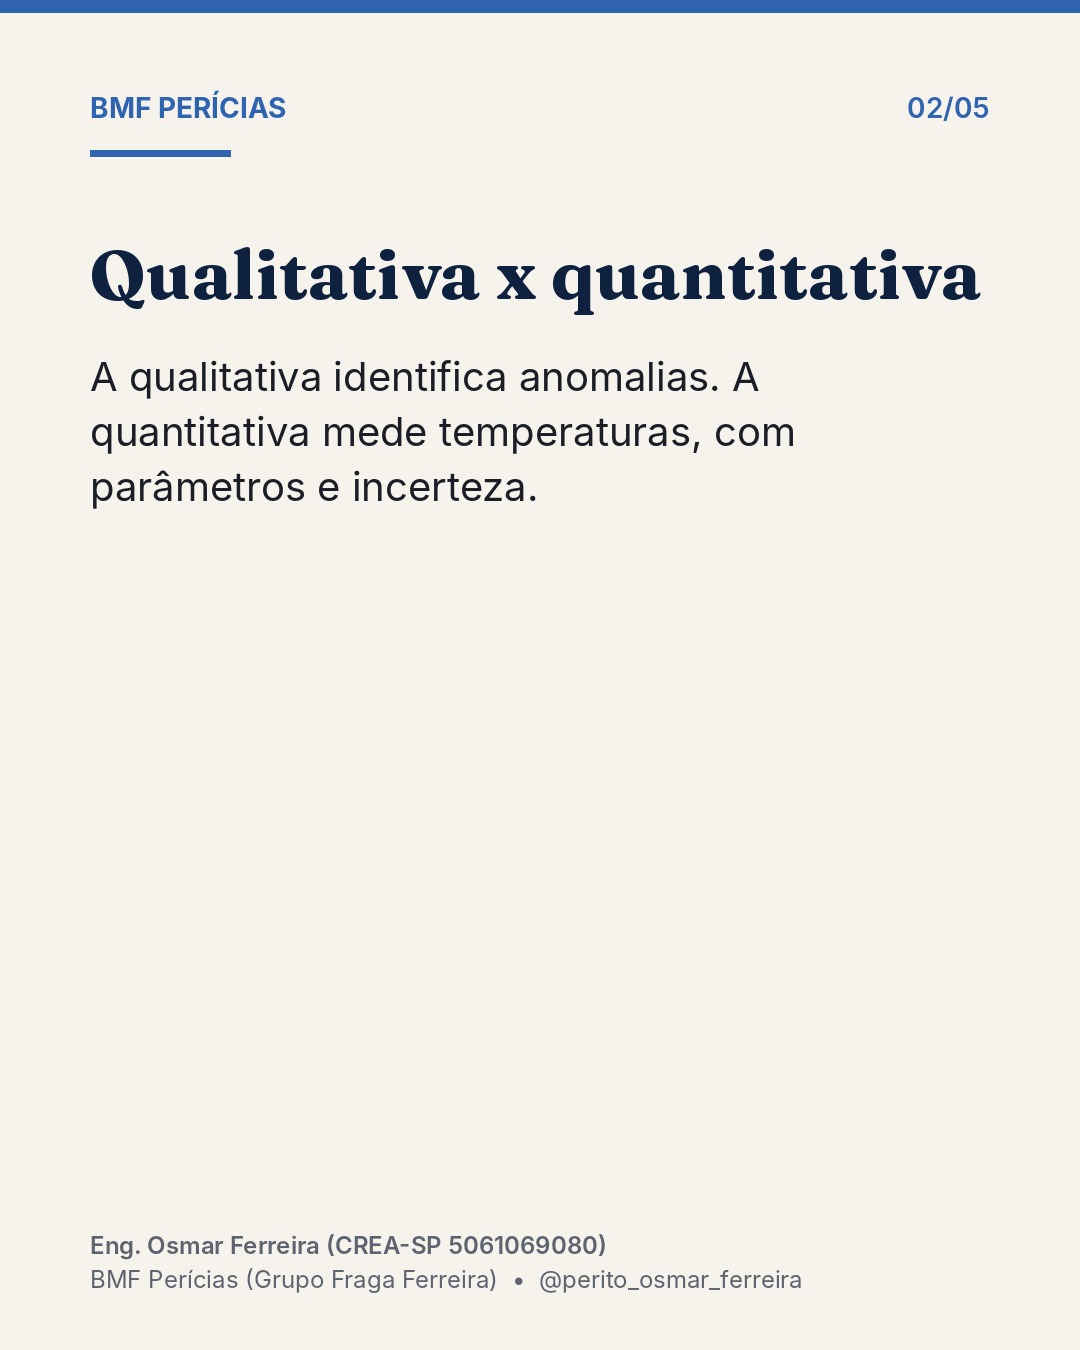 BMF PERÍCIAS
02/05
Qualitativa x quantitativa
A qualitativa identifica anomalias. A
quantitativa mede temperaturas, com
parâmetros e incerteza.
Eng. Osmar Ferreira (CREA-SP 5061069080)
BMF Perícias (Grupo Fraga Ferreira) • @perito_osmar_ferreira